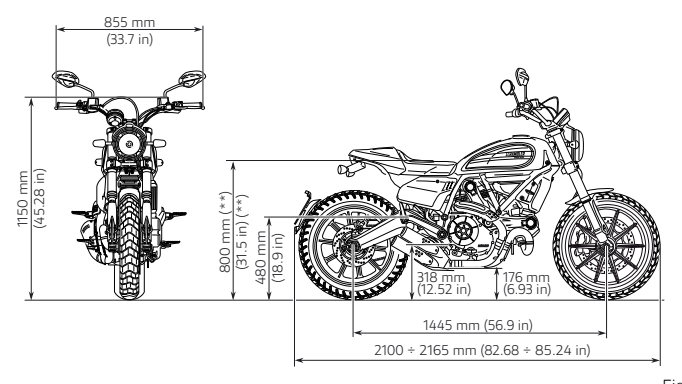 855 mm
(33.7 in)
1150 mm
(45.28 in)
800 mm (**)
(31.5 in) (**)
480 mm
(18.9 in)
318 mm
(12.52 in)
176 mm
(6.93 in)
1445 mm (56.9 in)
2100 ÷ 2165 mm (82.68 ÷ 85.24 in)